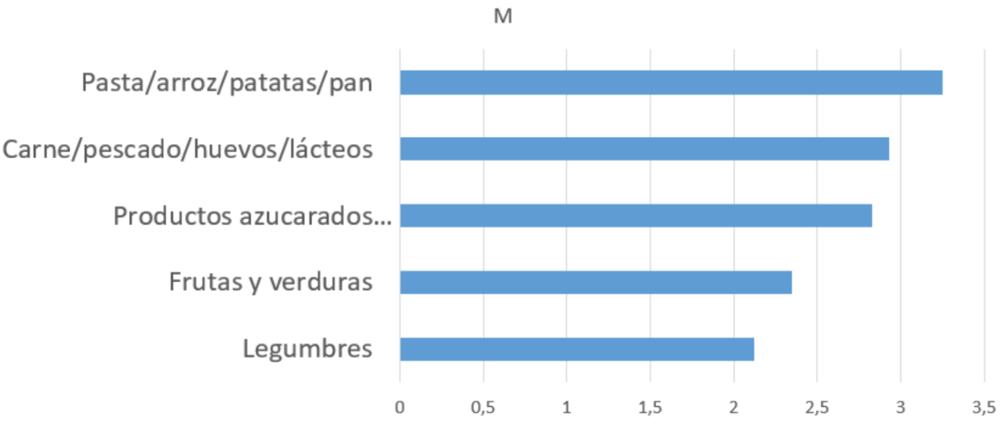 M
Pasta/arroz/patatas/pan
Carne/pescado/huevos/lácteos
Productos azucarados...
Frutas y verduras
Legumbres
0 0,5 1 1,5 2 2,5 3 3,5